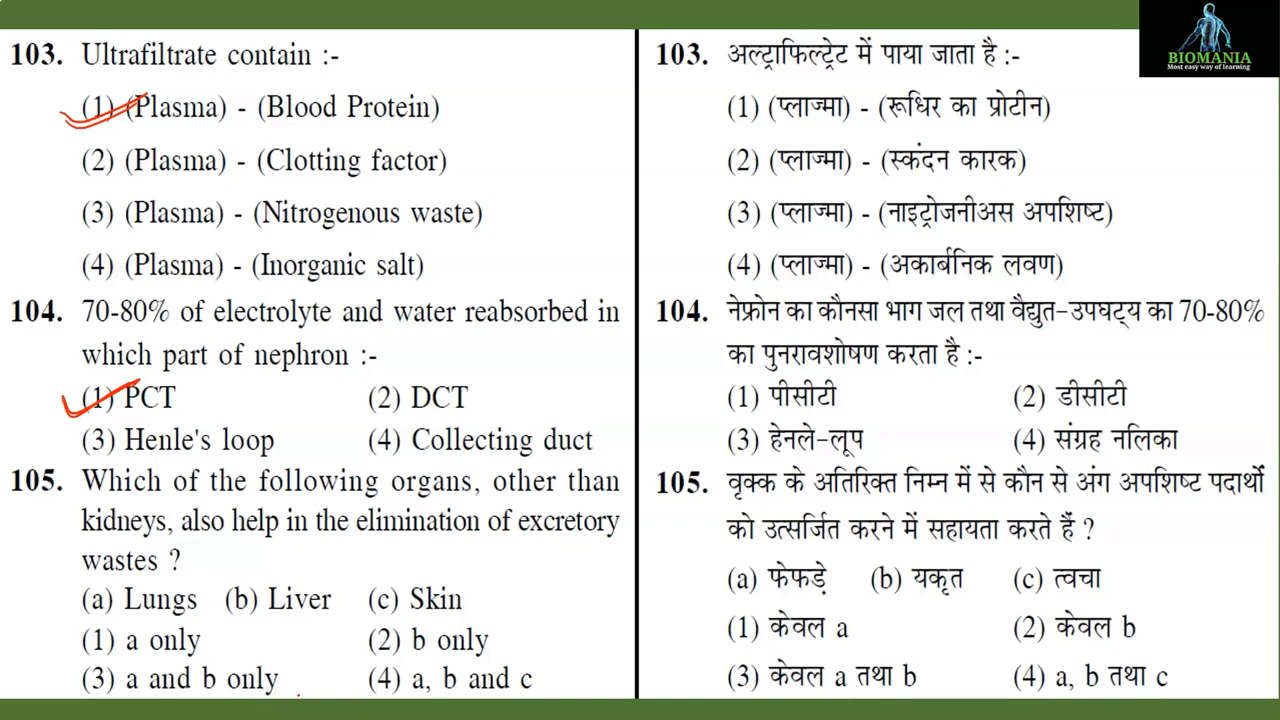 BIOMANIA
Most easy way of learning
103. Ultrafiltrate contain :-
(1) (Plasma) - (Blood Protein)
(2) (Plasma) - (Clotting factor)
(3) (Plasma) - (Nitrogenous waste)
(4) (Plasma) - (Inorganic salt)
104. 70-80% of electrolyte and water reabsorbed in
which part of nephron :-
(1) PCT (2) DCT
(3) Henle's loop (4) Collecting duct
105. Which of the following organs, other than
kidneys, also help in the elimination of excretory
wastes ?
(a) Lungs (b) Liver (c) Skin
(1) a only (2) b only
(3) a and b only (4) a, b and c
103. अल्ट्राफिल्ट्रेट में पाया जाता है :-
(1) (प्लाज्मा) - (रूधिर का प्रोटीन)
(2) (प्लाज्मा) - (स्कंदन कारक)
(3) (प्लाज्मा) - (नाइट्रोजनीअस अपशिष्ट)
(4) (प्लाज्मा) - (अकार्बनिक लवण)
104. नेफ्रोन का कौनसा भाग जल तथा वैद्युत-उपघट्य का 70-80%
का पुनरावशोषण करता है :-
(1) पीसीटी (2) डीसीटी
(3) हेनले-लूप (4) संग्रह नलिका
105. वृक्क के अतिरिक्त निम्न में से कौन से अंग अपशिष्ट पदार्थों
को उत्सर्जित करने में सहायता करते हैं ?
(a) फेफड़े (b) यकृत (c) त्वचा
(1) केवल a (2) केवल b
(3) केवल a तथा b (4) a, b तथा c